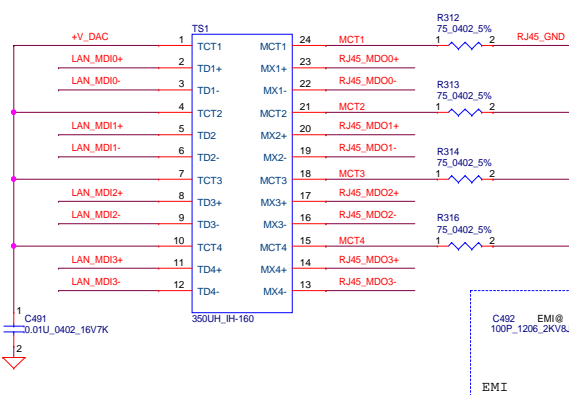 R312
75_0402_5%
TS1
+V_DAC 1 TCT1 MCT1 24 MCT1 1 2 RJ45_GND
LAN_MDI0+ 2 TD1+ MX1+ 23 RJ45_MDO0+
LAN_MDI0- 3 TD1- MX1- 22 RJ45_MDO0-
R313
75_0402_5%
4 TCT2 MCT2 21 MCT2 1 2
LAN_MDI1+ 5 TD2 MX2+ 20 RJ45_MDO1+
LAN_MDI1- 6 TD2- MX2- 19 RJ45_MDO1-
R314
75_0402_5%
7 TCT3 MCT3 18 MCT3 1 2
LAN_MDI2+ 8 TD3+ MX3+ 17 RJ45_MDO2+
LAN_MDI2- 9 TD3- MX3- 16 RJ45_MDO2-
R316
75_0402_5%
10 TCT4 MCT4 15 MCT4 1 2
LAN_MDI3+ 11 TD4+ MX4+ 14 RJ45_MDO3+
LAN_MDI3- 12 TD4- MX4- 13 RJ45_MDO3-
350UH_IH-160
1
C491
0.01U_0402_16V7K
2
C492 EMI@
100P_1206_2KV8J
EMI